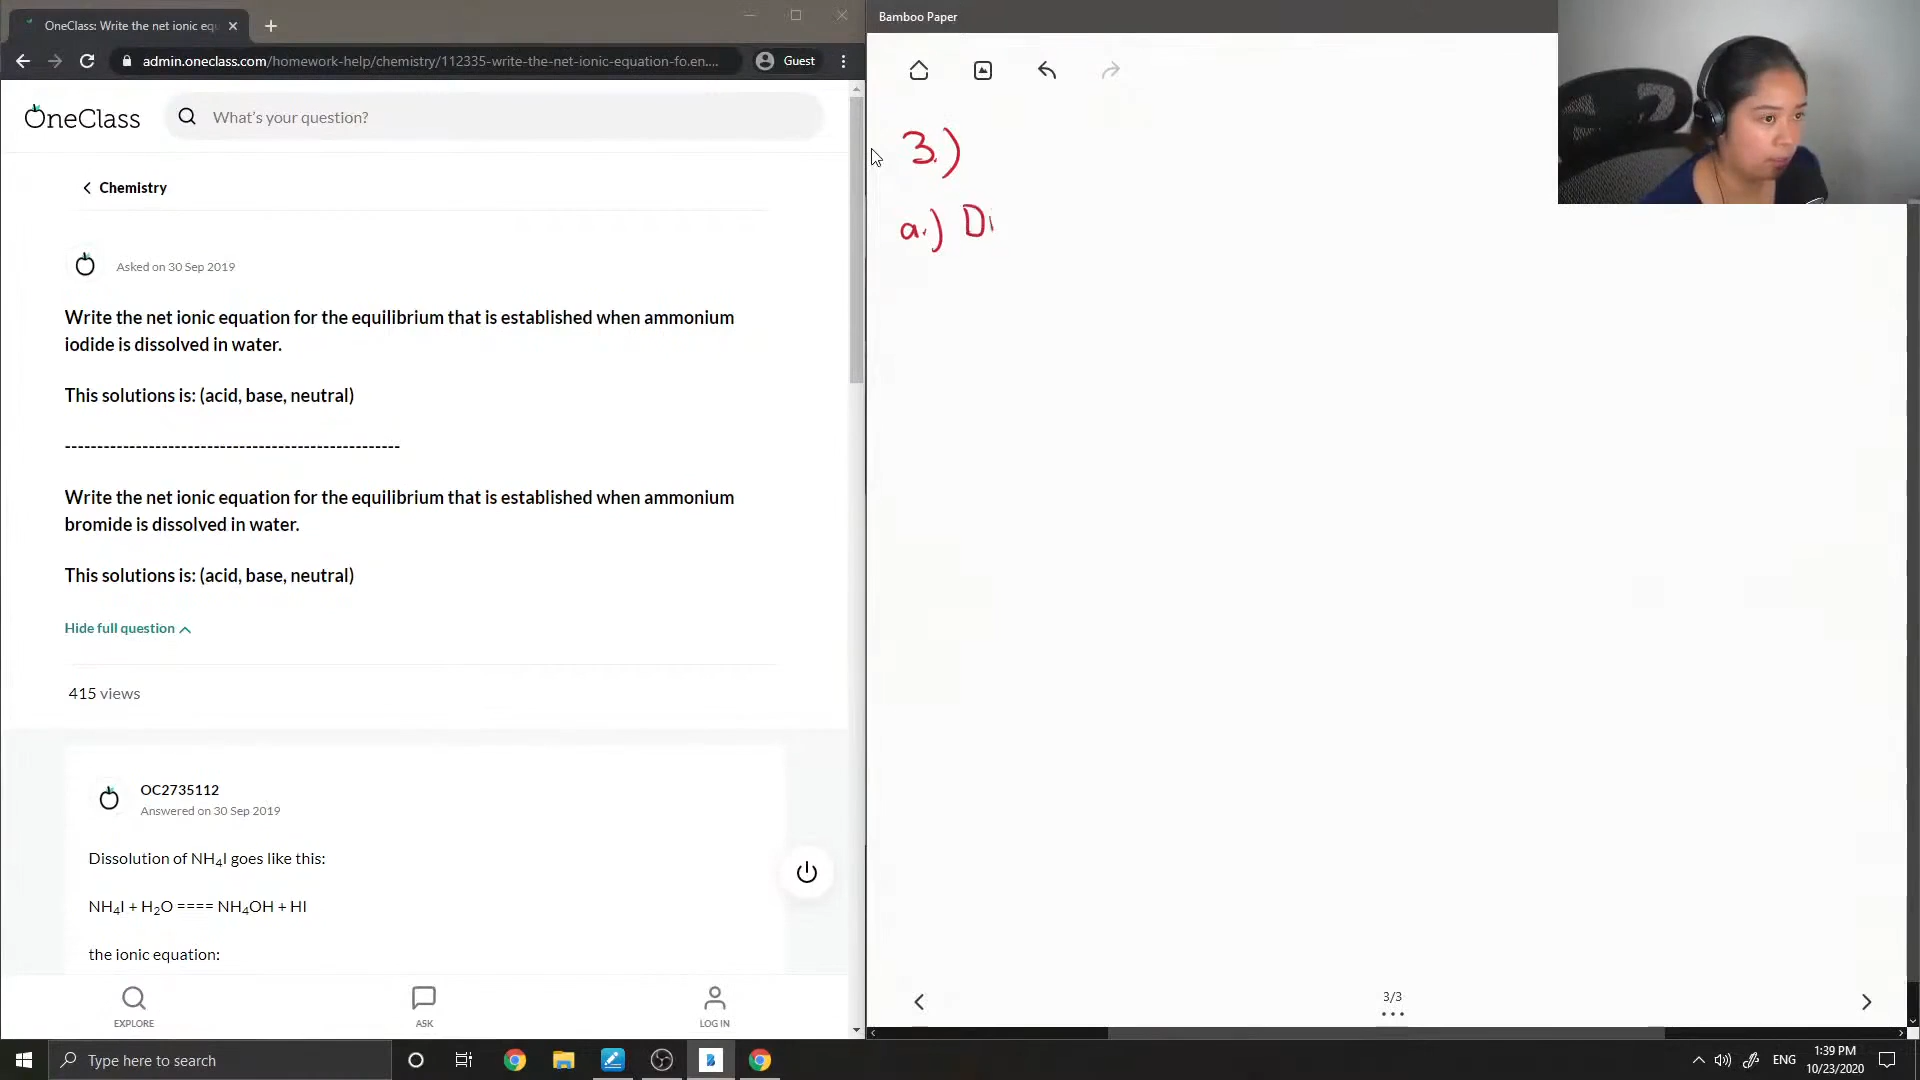 OneClass: Write the net ionic eq
Bamboo Paper
admin.oneclass.com/homework-help/chemistry/112335-write-the-net-ionic-equation-fo.en....
Guest
OneClass
What's your question?
Chemistry
Asked on 30 Sep 2019
Write the net ionic equation for the equilibrium that is established when ammonium
iodide is dissolved in water.
This solutions is: (acid, base, neutral)
----------------------------------------------------
Write the net ionic equation for the equilibrium that is established when ammonium
bromide is dissolved in water.
This solutions is: (acid, base, neutral)
Hide full question
415 views
OC2735112
Answered on 30 Sep 2019
Dissolution of NH₄I goes like this:
NH₄I + H₂O ==== NH₄OH + HI
the ionic equation:
EXPLORE
ASK
LOG IN
3.)
a.) Di
3/3
Type here to search
ENG
1:39 PM
10/23/2020